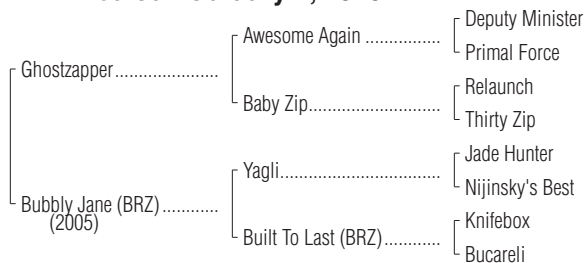 Deputy Minister
Awesome Again
Primal Force
Ghostzapper
Relaunch
Baby Zip
Thirty Zip
Jade Hunter
Yagli
Nijinsky's Best
Bubbly Jane (BRZ)
(2005)
Knifebox
Built To Last (BRZ)
Bucareli